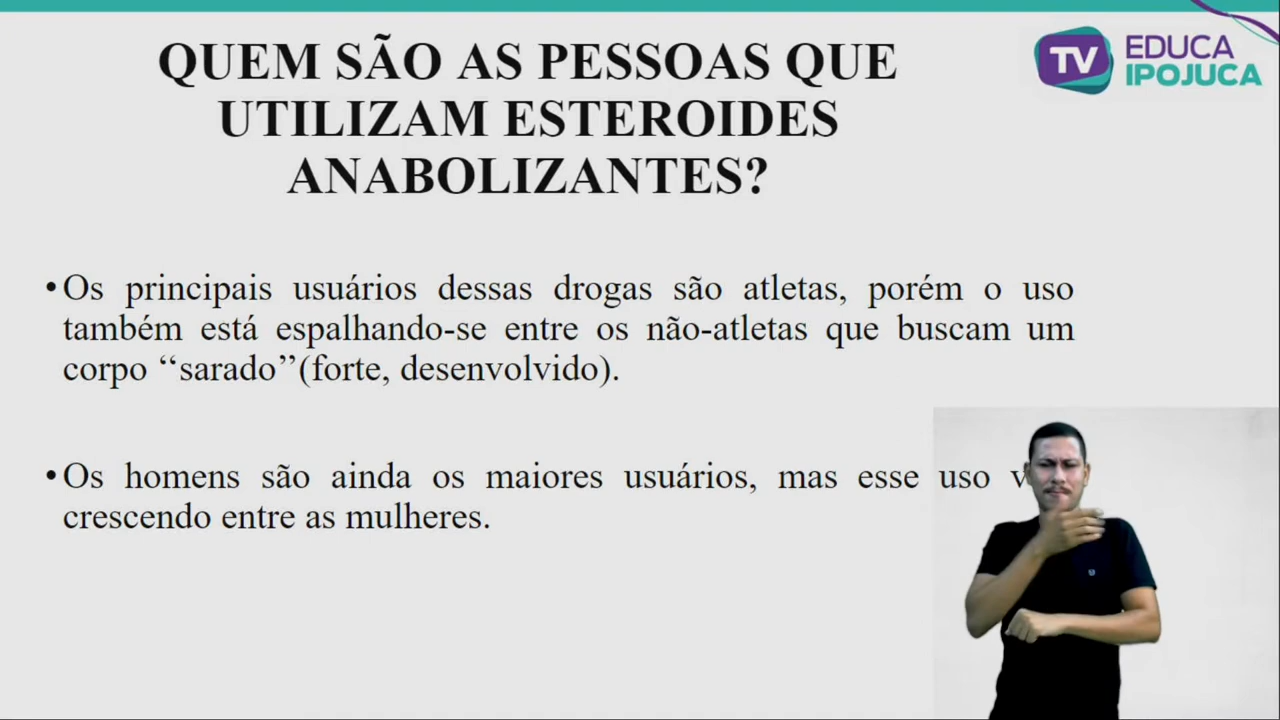 QUEM SÃO AS PESSOAS QUE
UTILIZAM ESTEROIDES
ANABOLIZANTES?
TV EDUCA
IPOJUCA
•Os principais usuários dessas drogas são atletas, porém o uso
também está espalhando-se entre os não-atletas que buscam um
corpo ‘‘sarado’’(forte, desenvolvido).
•Os homens são ainda os maiores usuários, mas esse uso
crescendo entre as mulheres.